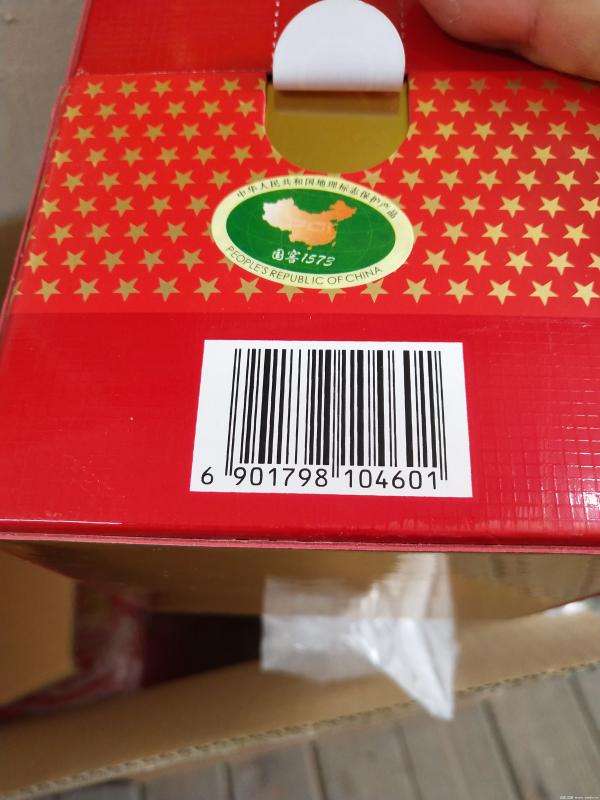 中华人民共和国地理标志保护产品
国窖1573
PEOPLE'S REPUBLIC OF CHINA
6 901798 104601